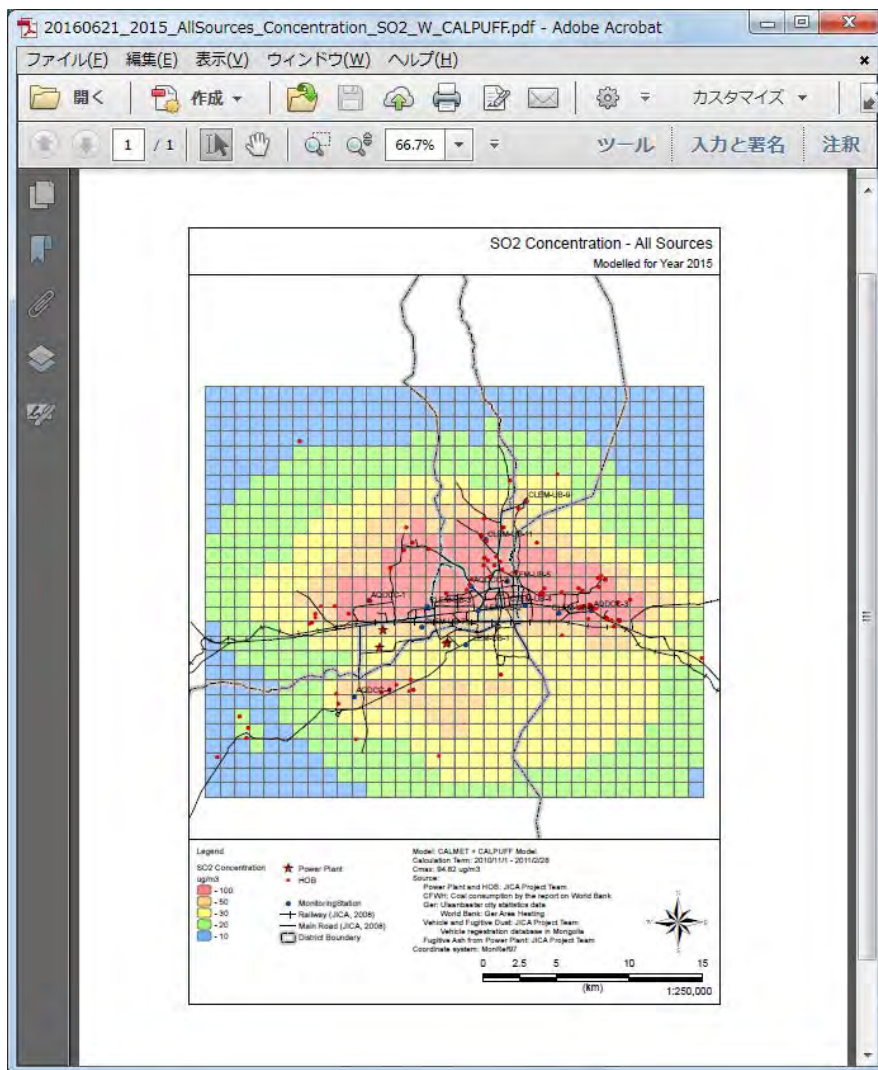 20160621_2015_AllSources_Concentration_SO2_W_CALPUFF.pdf - Adobe Acrobat
ファイル(F) 編集(E) 表示(V) ウィンドウ(W) ヘルプ(H)
開く 作成 カスタマイズ
1 / 1 66.7% ツール 入力と署名 注釈
SO2 Concentration - All Sources
Modelled for Year 2015
CLEM-UB-9
CLEM-UB-11
AQDCC-1
AQDCC-3
Legend
SO2 Concentration
ug/m3
- 100
- 50
- 30
- 20
- 10
Power Plant
HOB
MonitoringStation
Railway (JICA, 2008)
Main Road (JICA, 2008)
District Boundary
Model: CALMET + CALPUFF Model
Calculation Term: 2010/11/1 - 2011/2/28
Cmax: 94.82 ug/m3
Source:
Power Plant and HOB: JICA Project Team
CFWH: Coal consumption by the report on World Bank
Ger: Ulaanbaatar city statistics data
World Bank: Ger Area Heating
Vehicle and Fugitive Dust: JICA Project Team
Vehicle regestration database in Mongolia
Fugitive Ash from Power Plant: JICA Project Team
Coordinate system: MonRef97
0 2.5 5 10 15
(km)
1:250,000